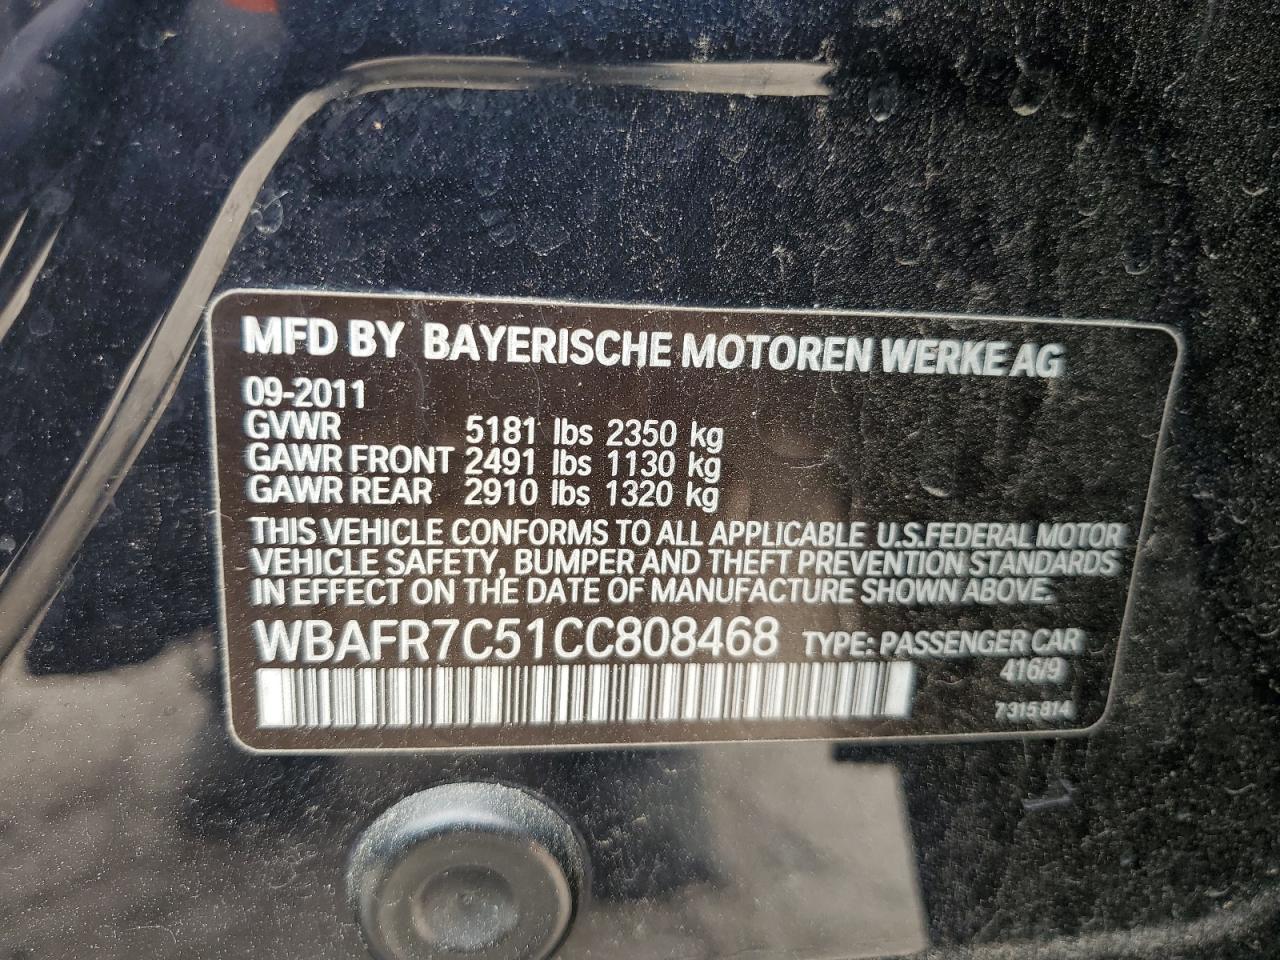 MFD BY BAYERISCHE MOTOREN WERKE AG
09-2011
GVWR 5181 lbs 2350 kg
GAWR FRONT 2491 lbs 1130 kg
GAWR REAR 2910 lbs 1320 kg
THIS VEHICLE CONFORMS TO ALL APPLICABLE U.S.FEDERAL MOTOR
VEHICLE SAFETY, BUMPER AND THEFT PREVENTION STANDARDS
IN EFFECT ON THE DATE OF MANUFACTURE SHOWN ABOVE.
WBAFR7C51CC808468 TYPE: PASSENGER CAR
416/9
7 315 814